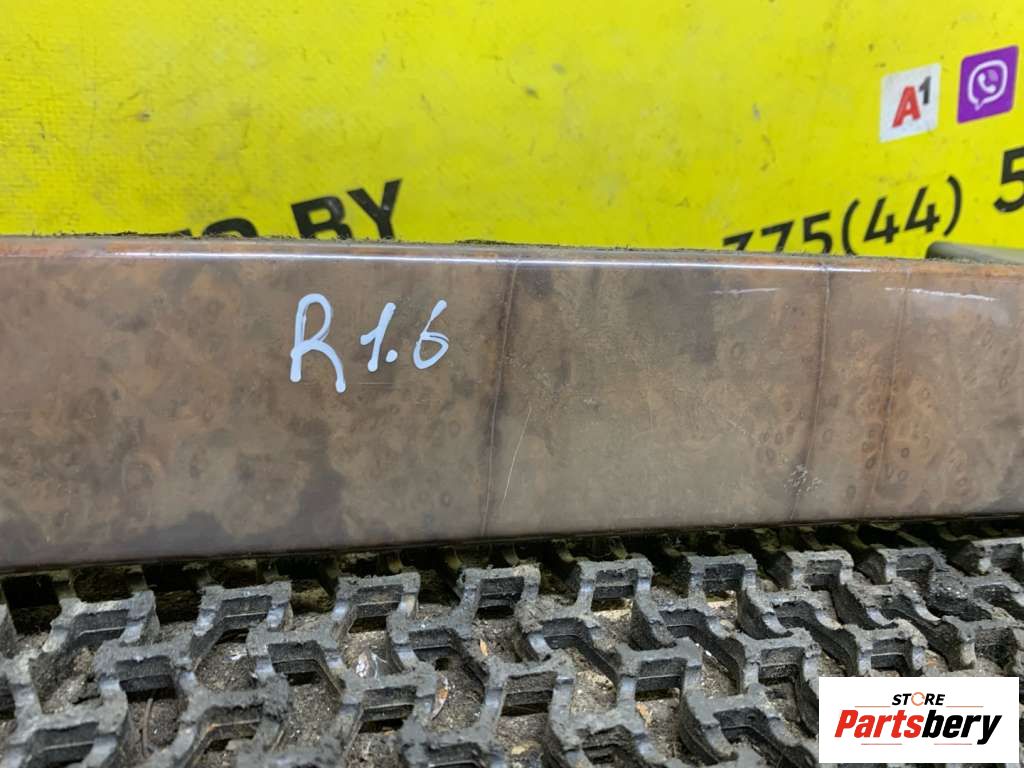 A1
BY
375(44) 5
R1.6
STORE
Partsbery